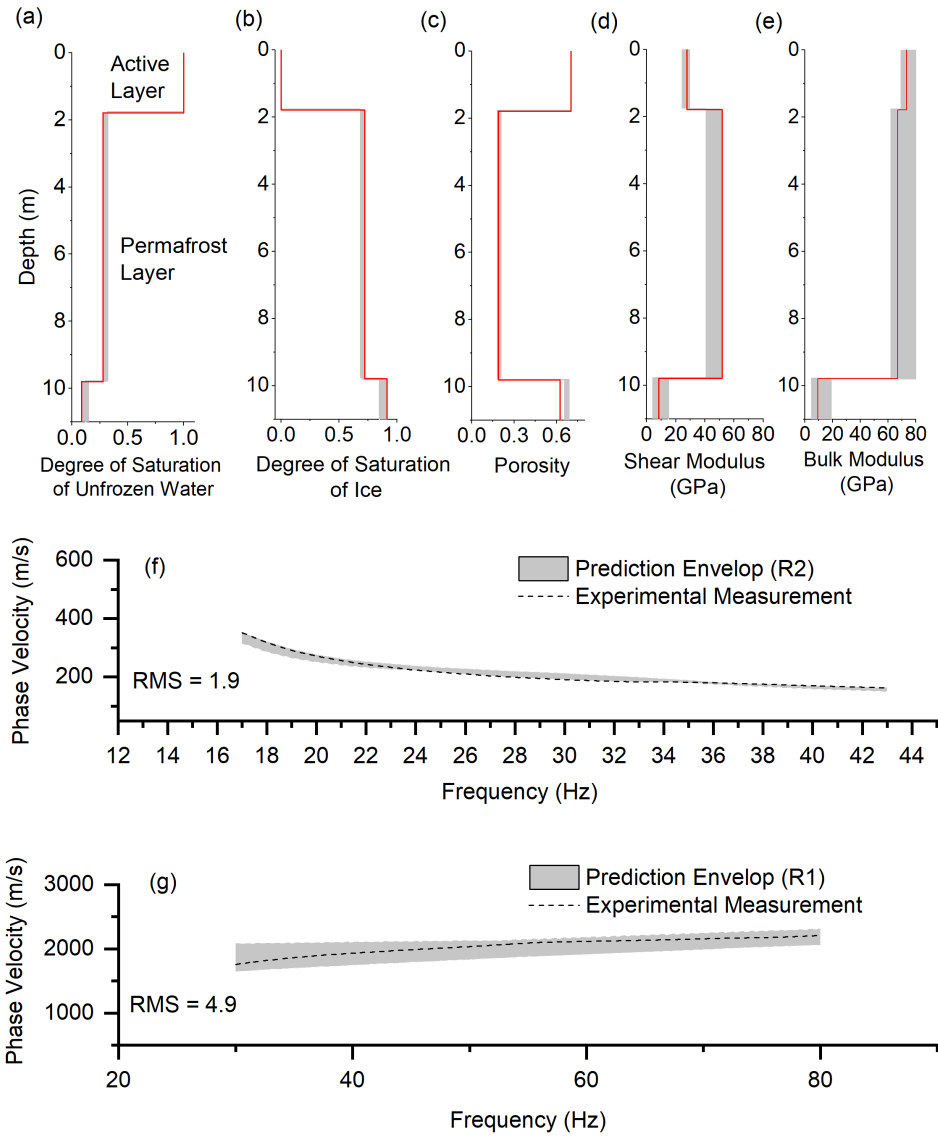 (a)
(b)
(c)
(d)
(e)
Depth (m)
0
2
4
6
8
10
Active
Layer
Permafrost
Layer
0.0 0.5 1.0
Degree of Saturation
of Unfrozen Water
0
2
4
6
8
10
0.0 0.5 1.0
Degree of Saturation
of Ice
0
2
4
6
8
10
0.0 0.3 0.6
Porosity
0
2
4
6
8
10
0 20 40 60 80
Shear Modulus
(GPa)
0
2
4
6
8
10
0 20 40 60 80
Bulk Modulus
(GPa)
(f)
Phase Velocity (m/s)
600
400
200
Prediction Envelop (R2)
Experimental Measurement
RMS = 1.9
12 14 16 18 20 22 24 26 28 30 32 34 36 38 40 42 44
Frequency (Hz)
(g)
Phase Velocity (m/s)
3000
2000
1000
Prediction Envelop (R1)
Experimental Measurement
RMS = 4.9
20 40 60 80
Frequency (Hz)